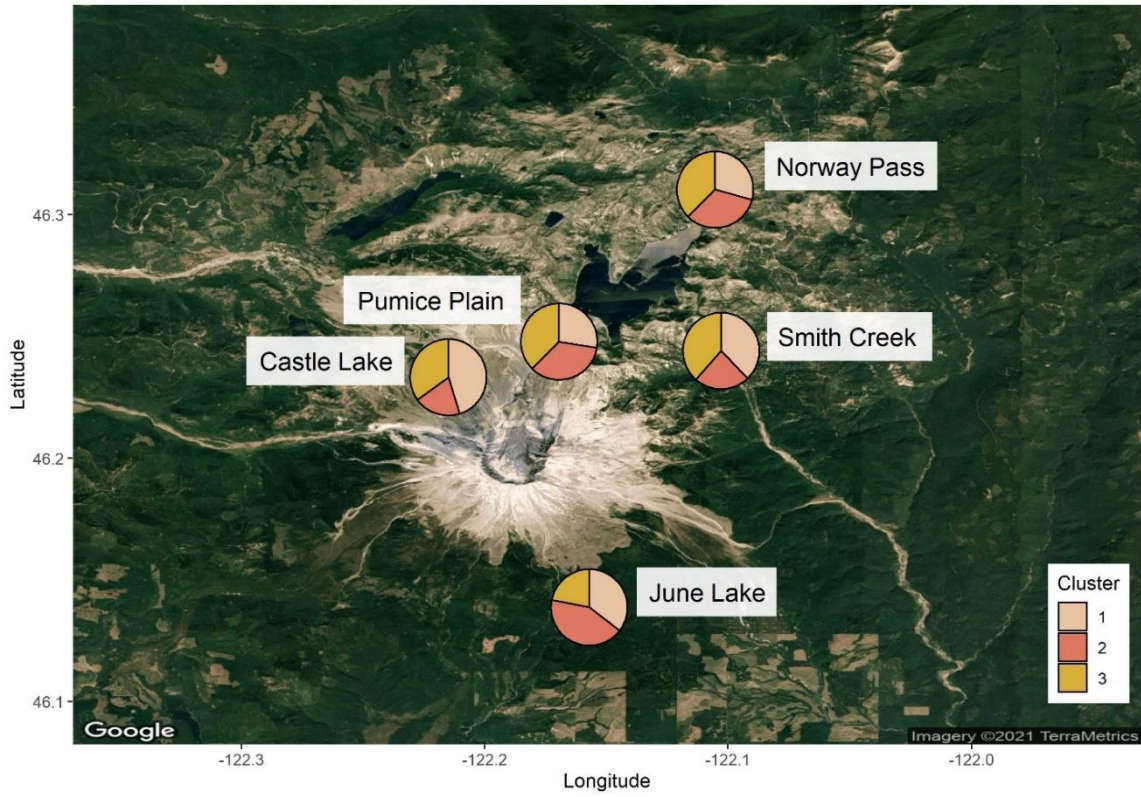 Norway Pass
46.3
Pumice Plain
Smith Creek
Castle Lake
Latitude
46.2
June Lake
Cluster
1
2
3
46.1
Google
Imagery ©2021 TerraMetrics
-122.3
-122.2
-122.1
-122.0
Longitude